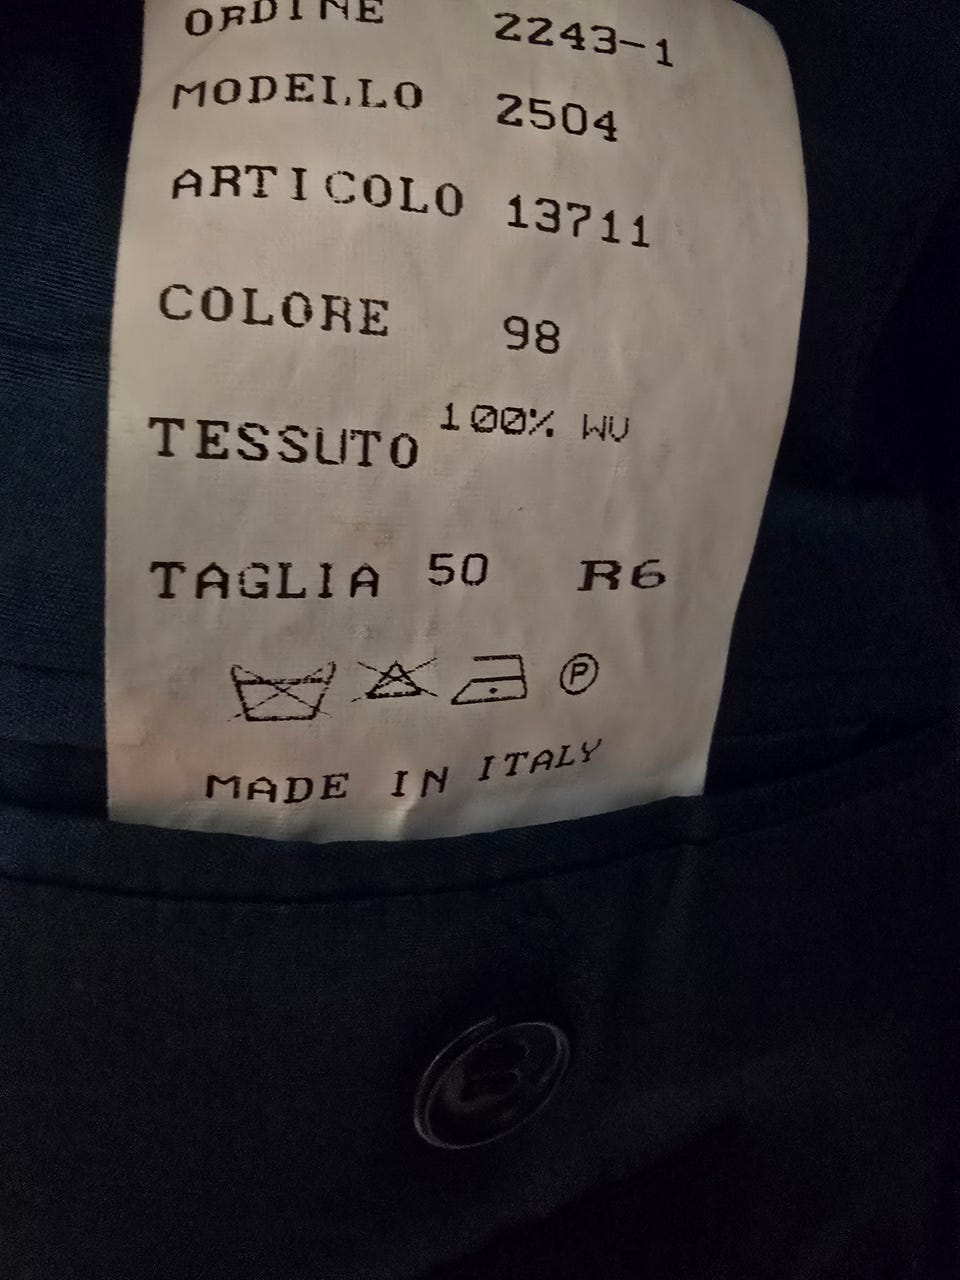 ORDINE 2243-1
MODELLO 2504
ARTICOLO 13711
COLORE 98
TESSUTO 100% WV
TAGLIA 50 R6
P
MADE IN ITALY